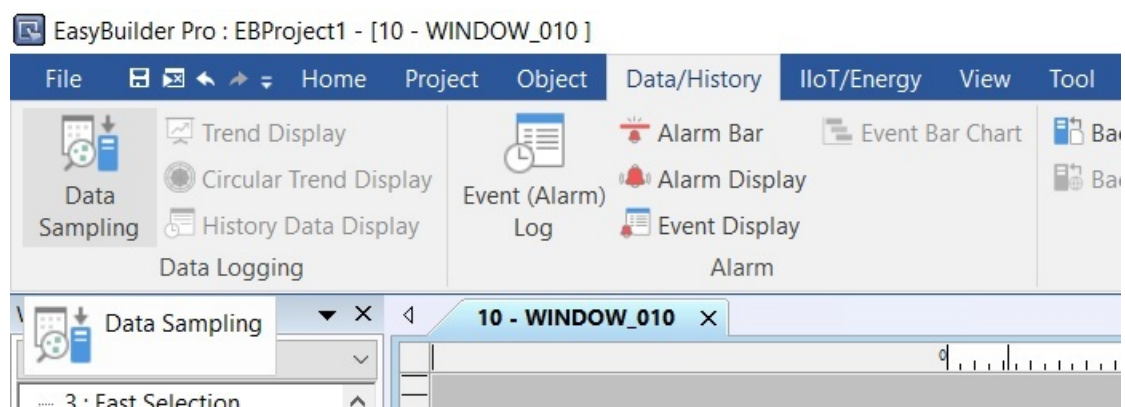 EasyBuilder Pro : EBProject1 - [10 - WINDOW_010 ]
File Home Project Object Data/History IIoT/Energy View Tool
Data Sampling
Trend Display
Circular Trend Display
History Data Display
Data Logging
Event (Alarm) Log
Alarm Bar
Alarm Display
Event Display
Event Bar Chart
Alarm
Data Sampling
10 - WINDOW_010
0
3 : Fast Selection